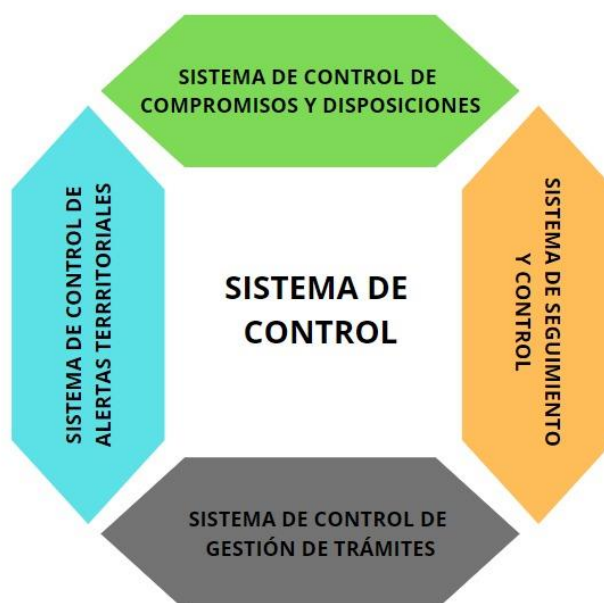 SISTEMA DE CONTROL DE
COMPROMISOS Y DISPOSICIONES
SISTEMA DE CONTROL DE
ALERTAS TERRRITORIALES
SISTEMA DE
CONTROL
SISTEMA DE SEGUIMIENTO
Y CONTROL
SISTEMA DE CONTROL DE
GESTIÓN DE TRÁMITES